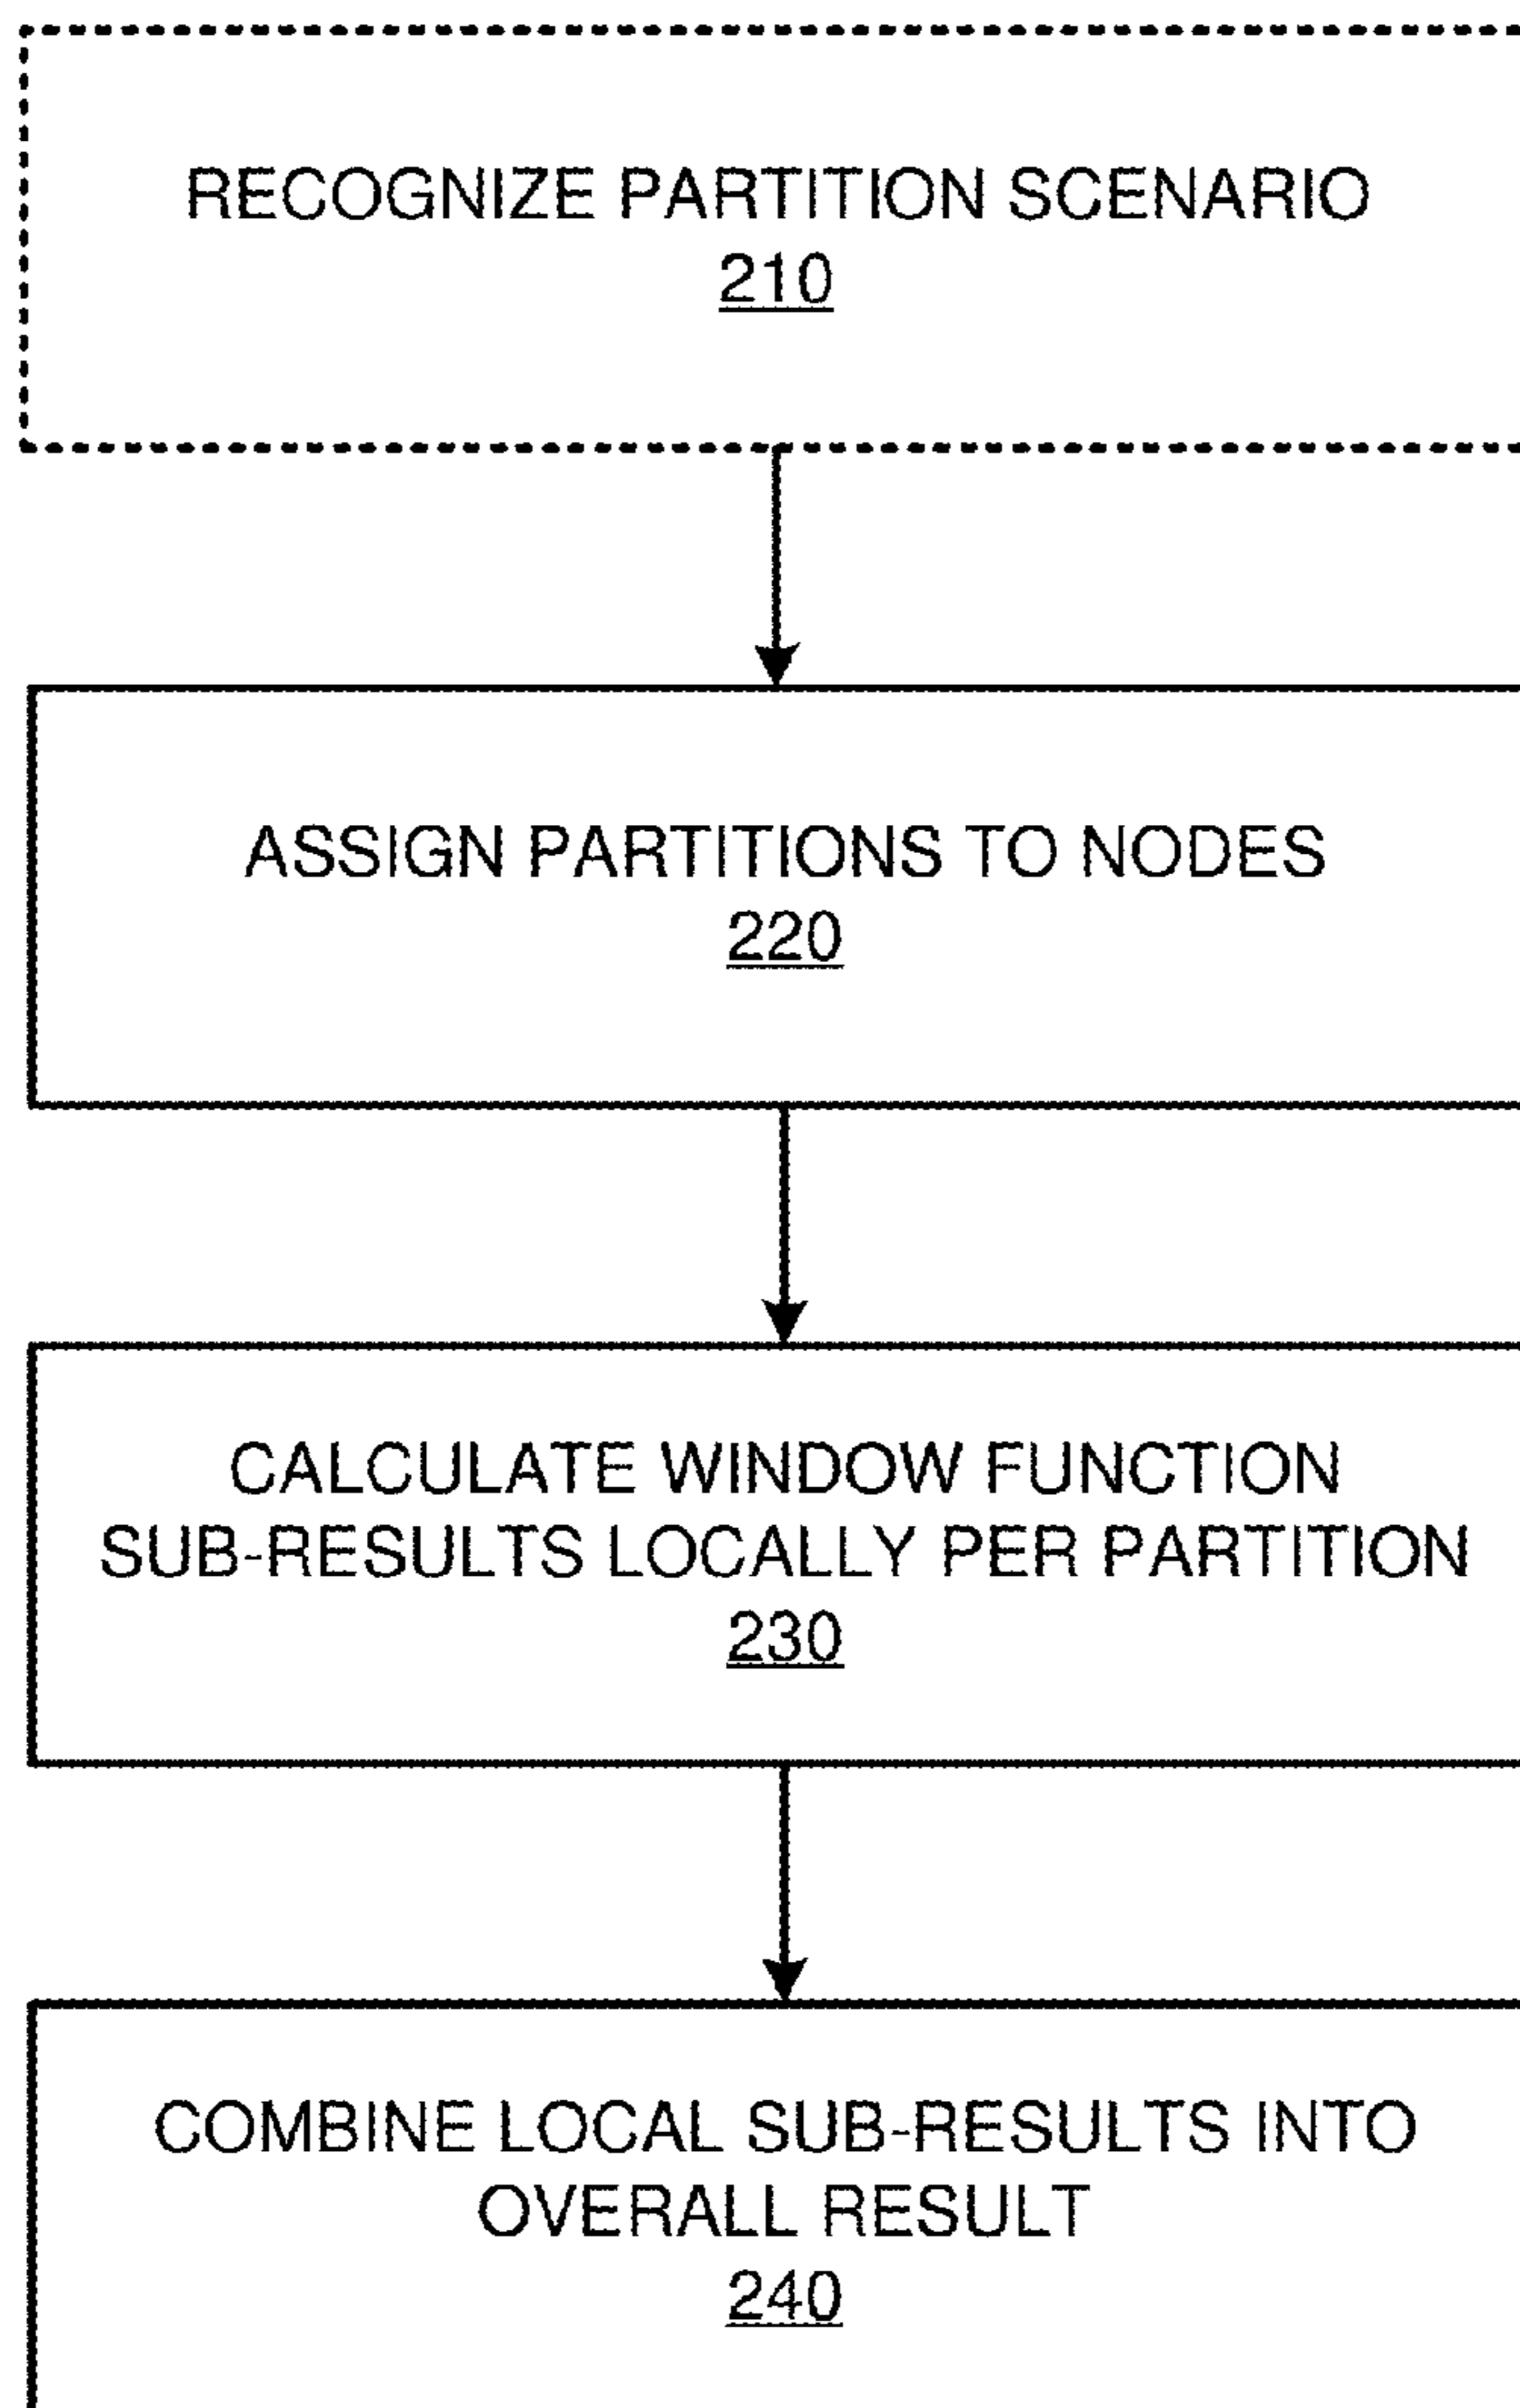 RECOGNIZE PARTITION SCENARIO
210
ASSIGN PARTITIONS TO NODES
220
CALCULATE WINDOW FUNCTION
SUB-RESULTS LOCALLY PER PARTITION
230
COMBINE LOCAL SUB-RESULTS INTO
OVERALL RESULT
240